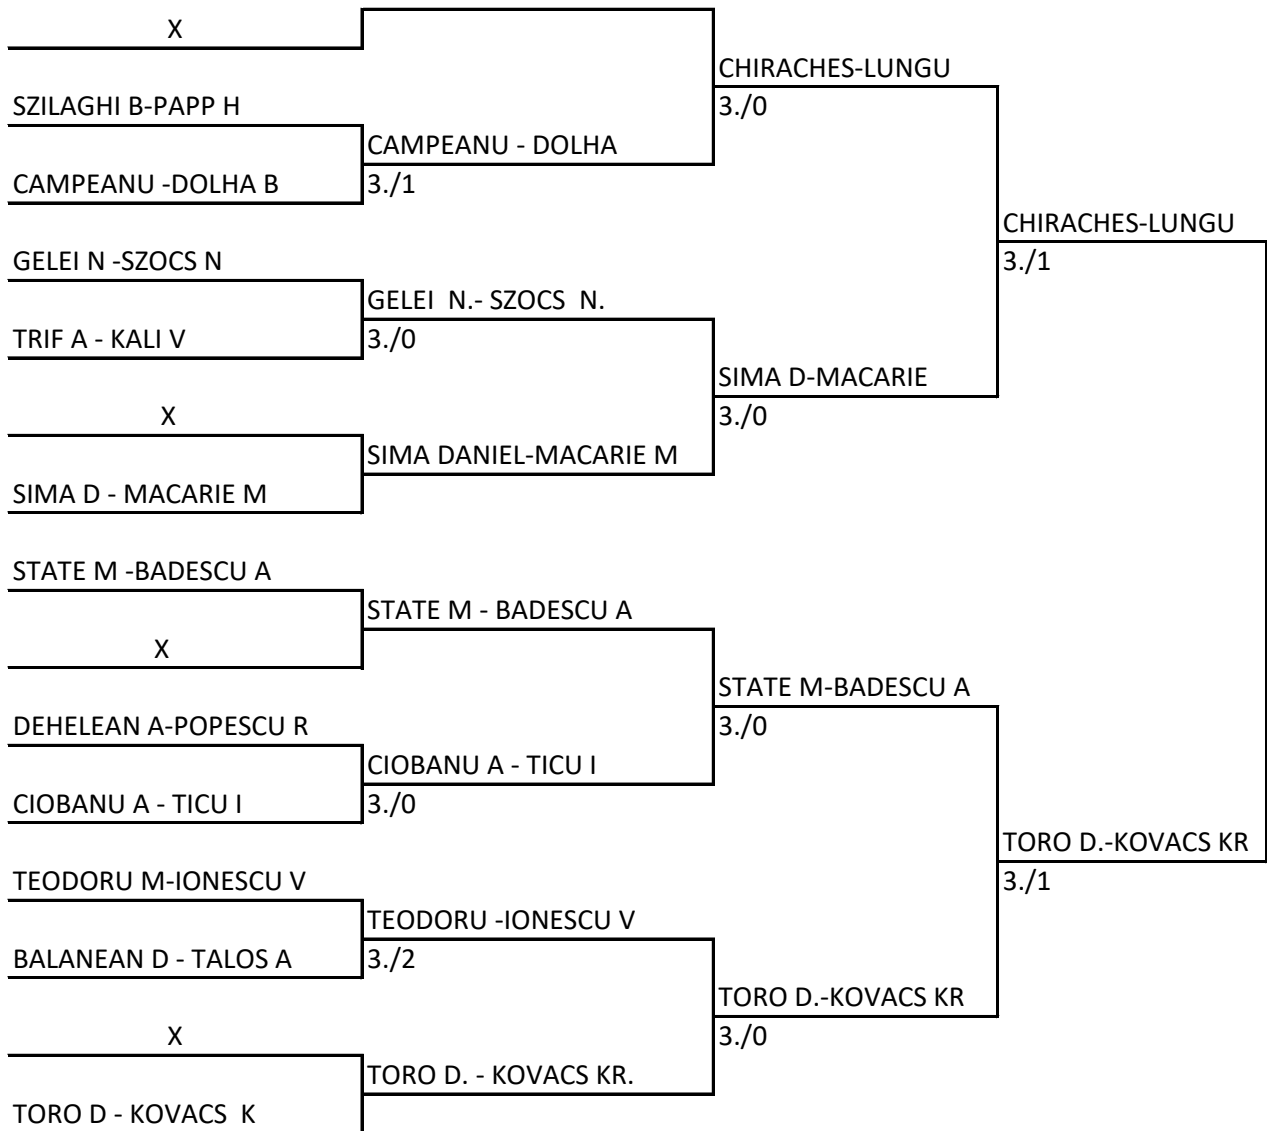 X
CHIRACHES-LUNGU
SZILAGHI B-PAPP H
3./0
CAMPEANU - DOLHA
CAMPEANU -DOLHA B
3./1
CHIRACHES-LUNGU
GELEI N -SZOCS N
3./1
GELEI  N.- SZOCS  N.
TRIF A - KALI V
3./0
SIMA D-MACARIE
X
3./0
SIMA DANIEL-MACARIE M
SIMA D - MACARIE M
STATE M -BADESCU A
STATE M - BADESCU A
X
STATE M-BADESCU A
DEHELEAN A-POPESCU R
3./0
CIOBANU A - TICU I
CIOBANU A - TICU I
3./0
TORO D.-KOVACS KR
TEODORU M-IONESCU V
3./1
TEODORU -IONESCU V
BALANEAN D - TALOS A
3./2
TORO D.-KOVACS KR
X
3./0
TORO D. - KOVACS KR.
TORO D - KOVACS  K